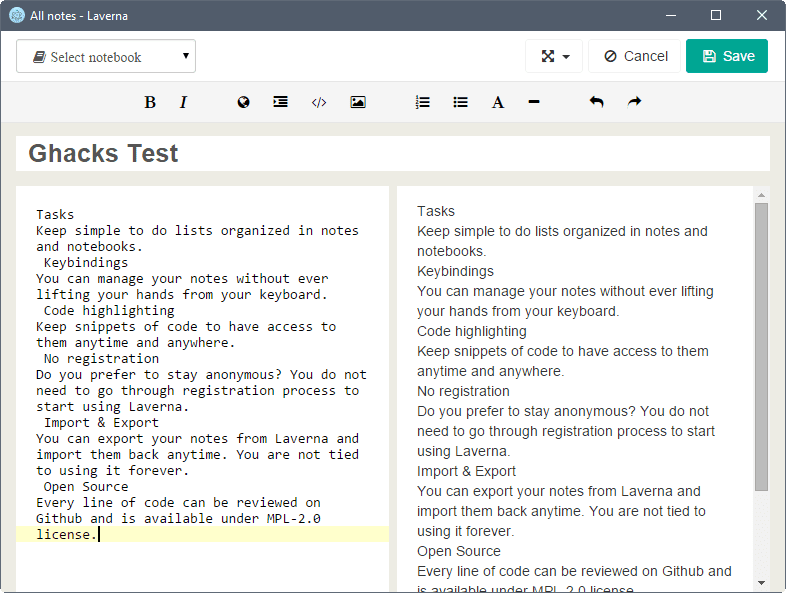 All notes - Laverna
Select notebook
Cancel
Save
B I </> A
Ghacks Test
Tasks
Keep simple to do lists organized in notes
and notebooks.
Keybindings
You can manage your notes without ever
lifting your hands from your keyboard.
Code highlighting
Keep snippets of code to have access to
them anytime and anywhere.
No registration
Do you prefer to stay anonymous? You do not
need to go through registration process to
start using Laverna.
Import & Export
You can export your notes from Laverna and
import them back anytime. You are not tied
to using it forever.
Open Source
Every line of code can be reviewed on
Github and is available under MPL-2.0
license.
Tasks
Keep simple to do lists organized in notes and
notebooks.
Keybindings
You can manage your notes without ever lifting
your hands from your keyboard.
Code highlighting
Keep snippets of code to have access to them
anytime and anywhere.
No registration
Do you prefer to stay anonymous? You do not
need to go through registration process to start
using Laverna.
Import & Export
You can export your notes from Laverna and
import them back anytime. You are not tied to
using it forever.
Open Source
Every line of code can be reviewed on Github and
is available under MPL-2.0 license.